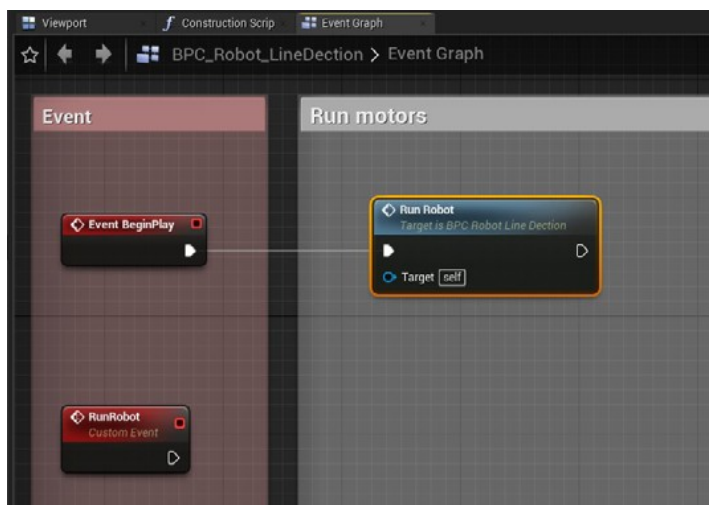 Viewport
Construction Scrip
Event Graph
BPC_Robot_LineDection > Event Graph
Event
Run motors
Event BeginPlay
Run Robot
Target is BPC Robot Line Dection
Target self
RunRobot
Custom Event